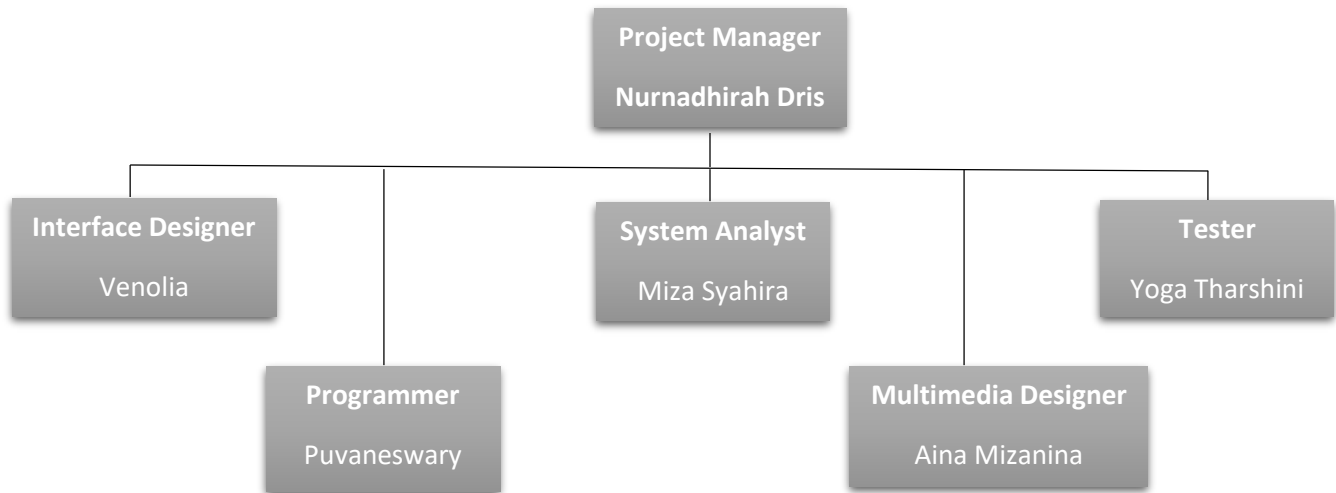 Project Manager
Nurnadhirah Dris
Interface Designer
Venolia
System Analyst
Miza Syahira
Tester
Yoga Tharshini
Programmer
Puvaneswary
Multimedia Designer
Aina Mizanina